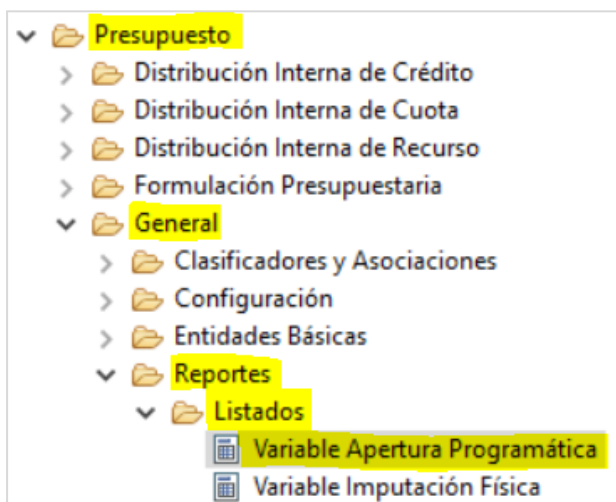 Presupuesto
Distribución Interna de Crédito
Distribución Interna de Cuota
Distribución Interna de Recurso
Formulación Presupuestaria
General
Clasificadores y Asociaciones
Configuración
Entidades Básicas
Reportes
Listados
Variable Apertura Programática
Variable Imputación Física